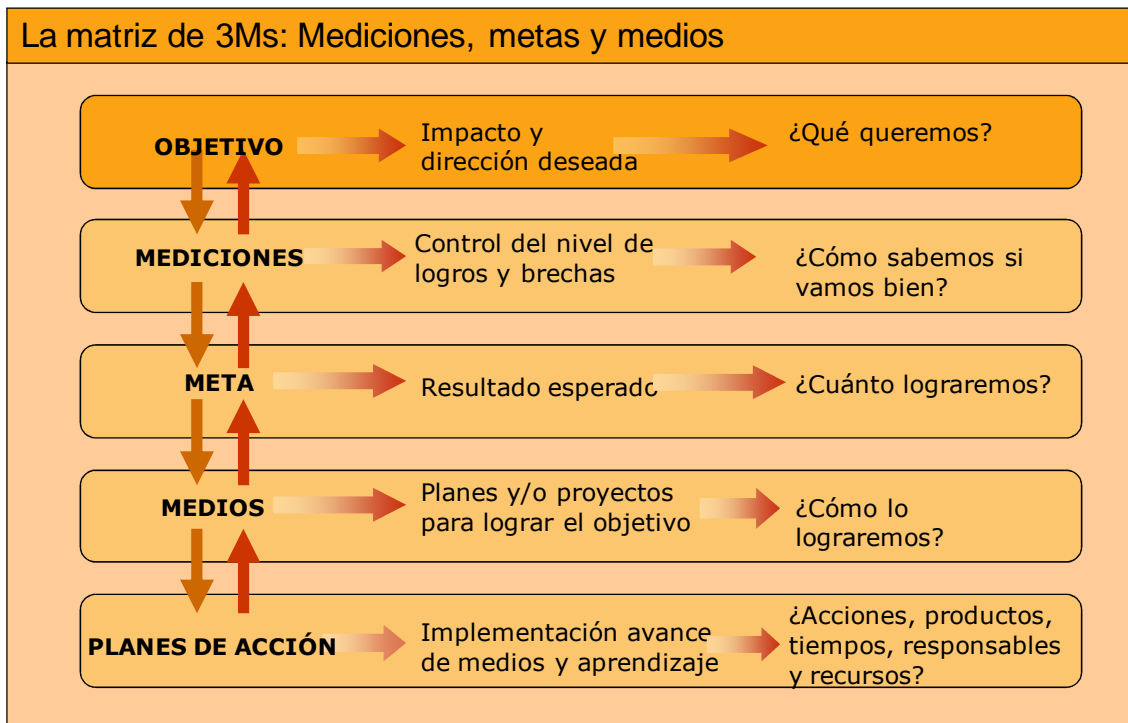 La matriz de 3Ms: Mediciones, metas y medios
OBJETIVO
Impacto y
dirección deseada
¿Qué queremos?
MEDICIONES
Control del nivel de
logros y brechas
¿Cómo sabemos si
vamos bien?
META
Resultado esperado
¿Cuánto lograremos?
MEDIOS
Planes y/o proyectos
para lograr el objetivo
¿Cómo lo
lograremos?
PLANES DE ACCIÓN
Implementación avance
de medios y aprendizaje
¿Acciones, productos,
tiempos, responsables
y recursos?